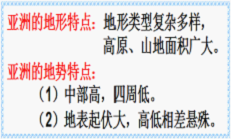 亚洲的地形特点：地形类型复杂多样，
高原、山地面积广大。
亚洲的地势特点：
（1）中部高，四周低。
（2）地表起伏大，高低相差悬殊。